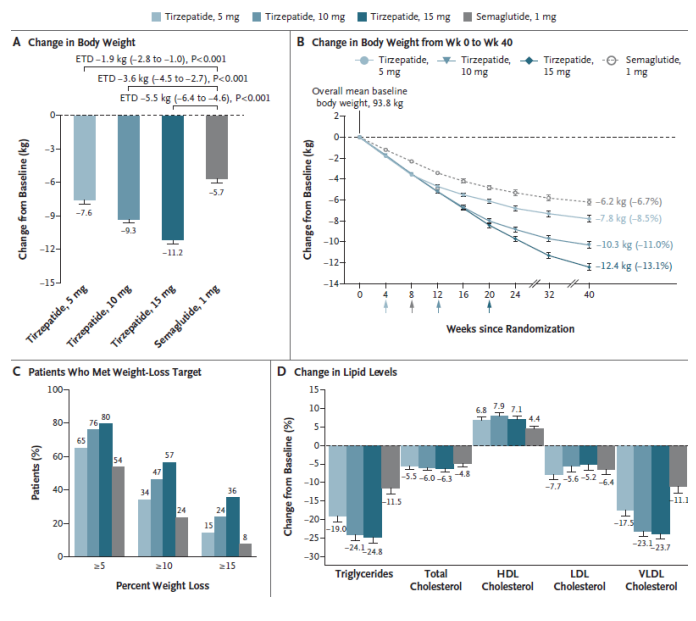 Tirzepatide, 5 mg Tirzepatide, 10 mg Tirzepatide, 15 mg Semaglutide, 1 mg
A Change in Body Weight
ETD −1.9 kg (−2.8 to −1.0), P<0.001
ETD −3.6 kg (−4.5 to −2.7), P<0.001
ETD −5.5 kg (−6.4 to −4.6), P<0.001
Change from Baseline (kg)
0
−3
−6
−9
−12
−15
−7.6
−9.3
−11.2
−5.7
Tirzepatide, 5 mg
Tirzepatide, 10 mg
Tirzepatide, 15 mg
Semaglutide, 1 mg
B Change in Body Weight from Wk 0 to Wk 40
Tirzepatide, 5 mg
Tirzepatide, 10 mg
Tirzepatide, 15 mg
Semaglutide, 1 mg
Overall mean baseline
body weight, 93.8 kg
Change from Baseline (kg)
2
0
−2
−4
−6
−8
−10
−12
−14
−6.2 kg (−6.7%)
−7.8 kg (−8.5%)
−10.3 kg (−11.0%)
−12.4 kg (−13.1%)
0 4 8 12 16 20 24 32 40
Weeks since Randomization
C Patients Who Met Weight-Loss Target
Patients (%)
100
80
60
40
20
0
65 76 80 54
34 47 57 24
15 24 36 8
≥5 ≥10 ≥15
Percent Weight Loss
D Change in Lipid Levels
Change from Baseline (%)
15
10
5
0
−5
−10
−15
−20
−25
−30
−19.0 −24.1 −24.8 −11.5
−5.5 −6.0 −6.3 −4.8
6.8 7.9 7.1 4.4
−7.7 −5.6 −5.2 −6.4
−17.5 −23.1 −23.7 −11.1
Triglycerides
Total Cholesterol
HDL Cholesterol
LDL Cholesterol
VLDL Cholesterol